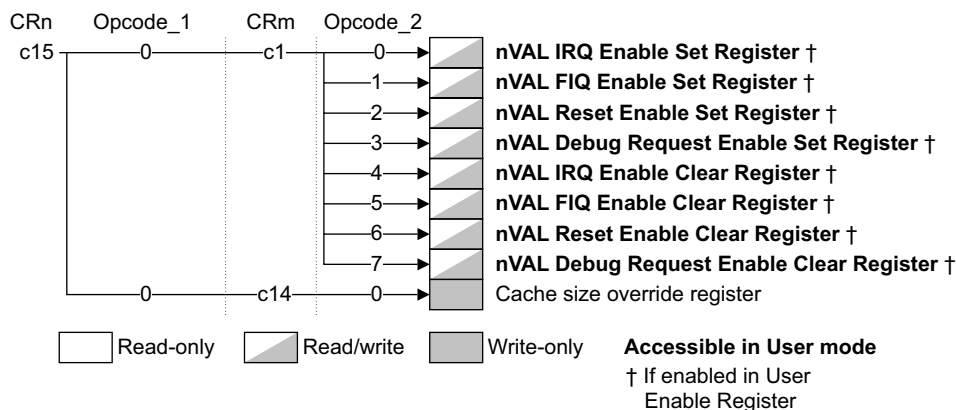 CRn Opcode_1 CRm Opcode_2
c15 0 c1 0 nVAL IRQ Enable Set Register †
1 nVAL FIQ Enable Set Register †
2 nVAL Reset Enable Set Register †
3 nVAL Debug Request Enable Set Register †
4 nVAL IRQ Enable Clear Register †
5 nVAL FIQ Enable Clear Register †
6 nVAL Reset Enable Clear Register †
7 nVAL Debug Request Enable Clear Register †
0 c14 0 Cache size override register
Read-only Read/write Write-only Accessible in User mode
† If enabled in User
Enable Register